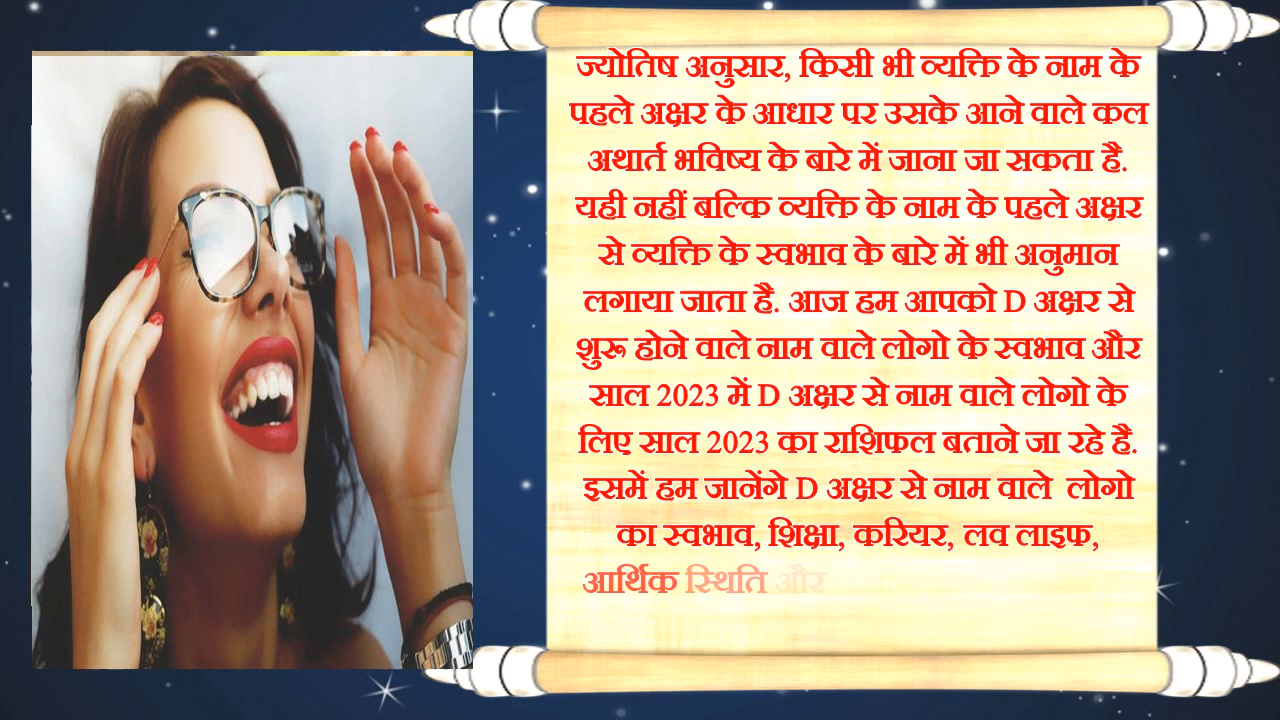 ज्योतिष अनुसार, किसी भी व्यक्ति के नाम के
पहले अक्षर के आधार पर उसके आने वाले कल
अथार्त भविष्य के बारे में जाना जा सकता है.
यही नहीं बल्कि व्यक्ति के नाम के पहले अक्षर
से व्यक्ति के स्वभाव के बारे में भी अनुमान
लगाया जाता है. आज हम आपको D अक्षर से
शुरू होने वाले नाम वाले लोगो के स्वभाव और
साल 2023 में D अक्षर से नाम वाले लोगो के
लिए साल 2023 का राशिफल बताने जा रहे है.
इसमें हम जानेंगे D अक्षर से नाम वाले लोगो
का स्वभाव, शिक्षा, करियर, लव लाइफ,
आर्थिक स्थिति और